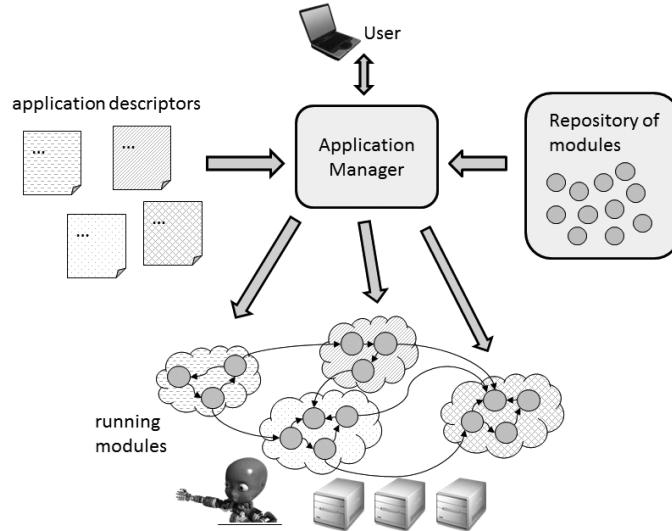 User
application descriptors
...
...
...
...
Application
Manager
Repository of
modules
running
modules